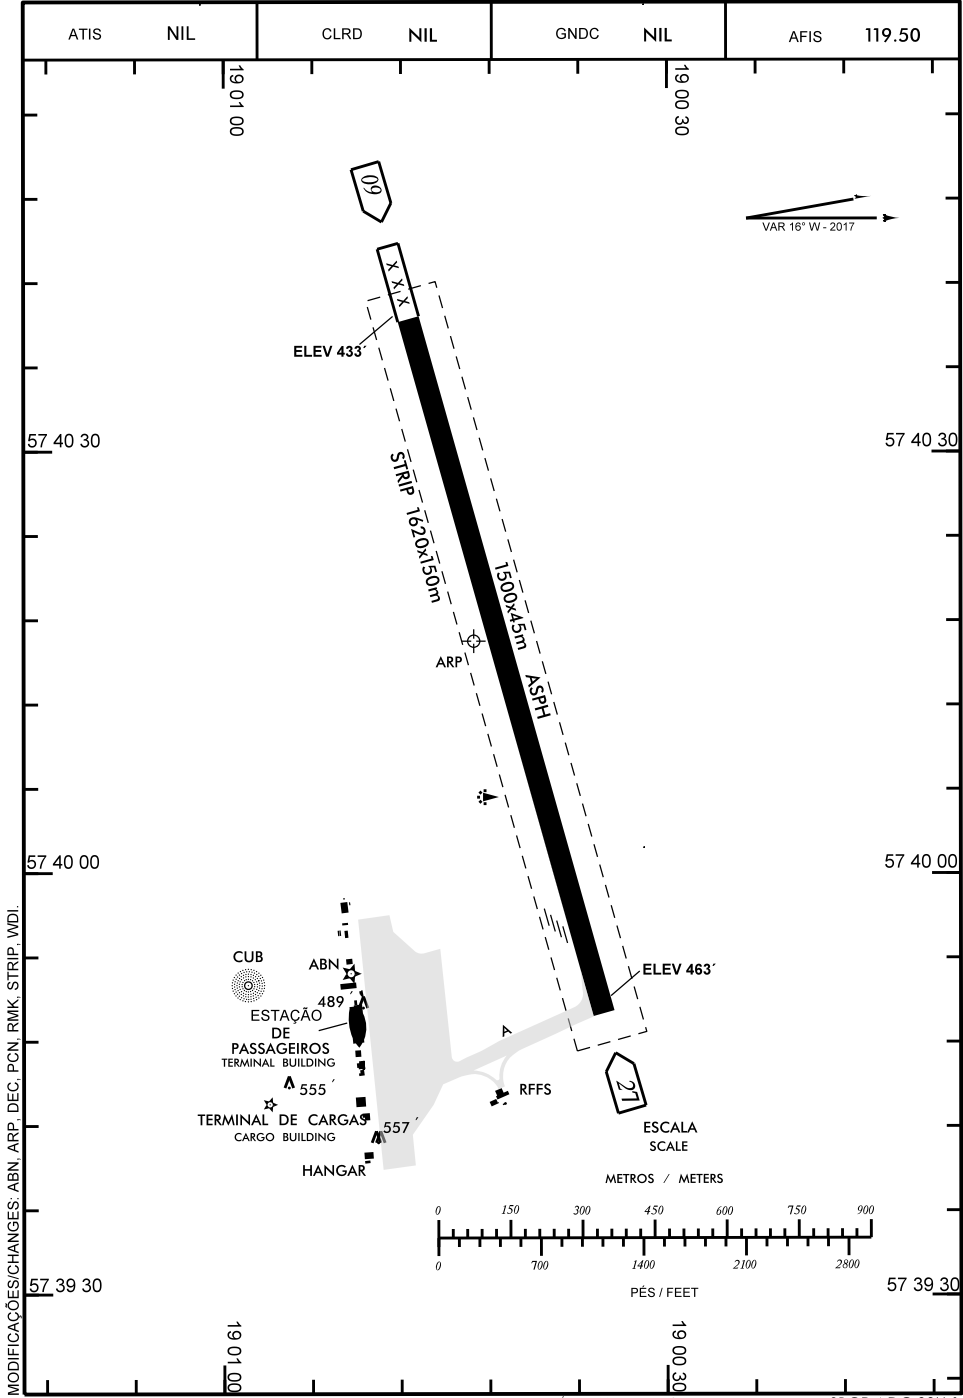 ATIS NIL CLRD NIL GNDC NIL AFIS 119.50
19 01 00
19 00 30
09
VAR 16° W - 2017
X X X
ELEV 433´
57 40 30
57 40 30
STRIP 1620x150m
1500x45m ASPH
ARP
57 40 00
57 40 00
CUB
ABN
ELEV 463´
489 ´
ESTAÇÃO
DE
PASSAGEIROS
TERMINAL BUILDING
A
555 ´
RFFS
27
TERMINAL DE CARGAS
CARGO BUILDING
557 ´
HANGAR
ESCALA
SCALE
METROS / METERS
0 150 300 450 600 750 900
0 700 1400 2100 2800
PÉS / FEET
57 39 30
57 39 30
19 01 00
19 00 30
MODIFICAÇÕES/CHANGES: ABN, ARP, DEC, PCN, RMK, STRIP, WDI.